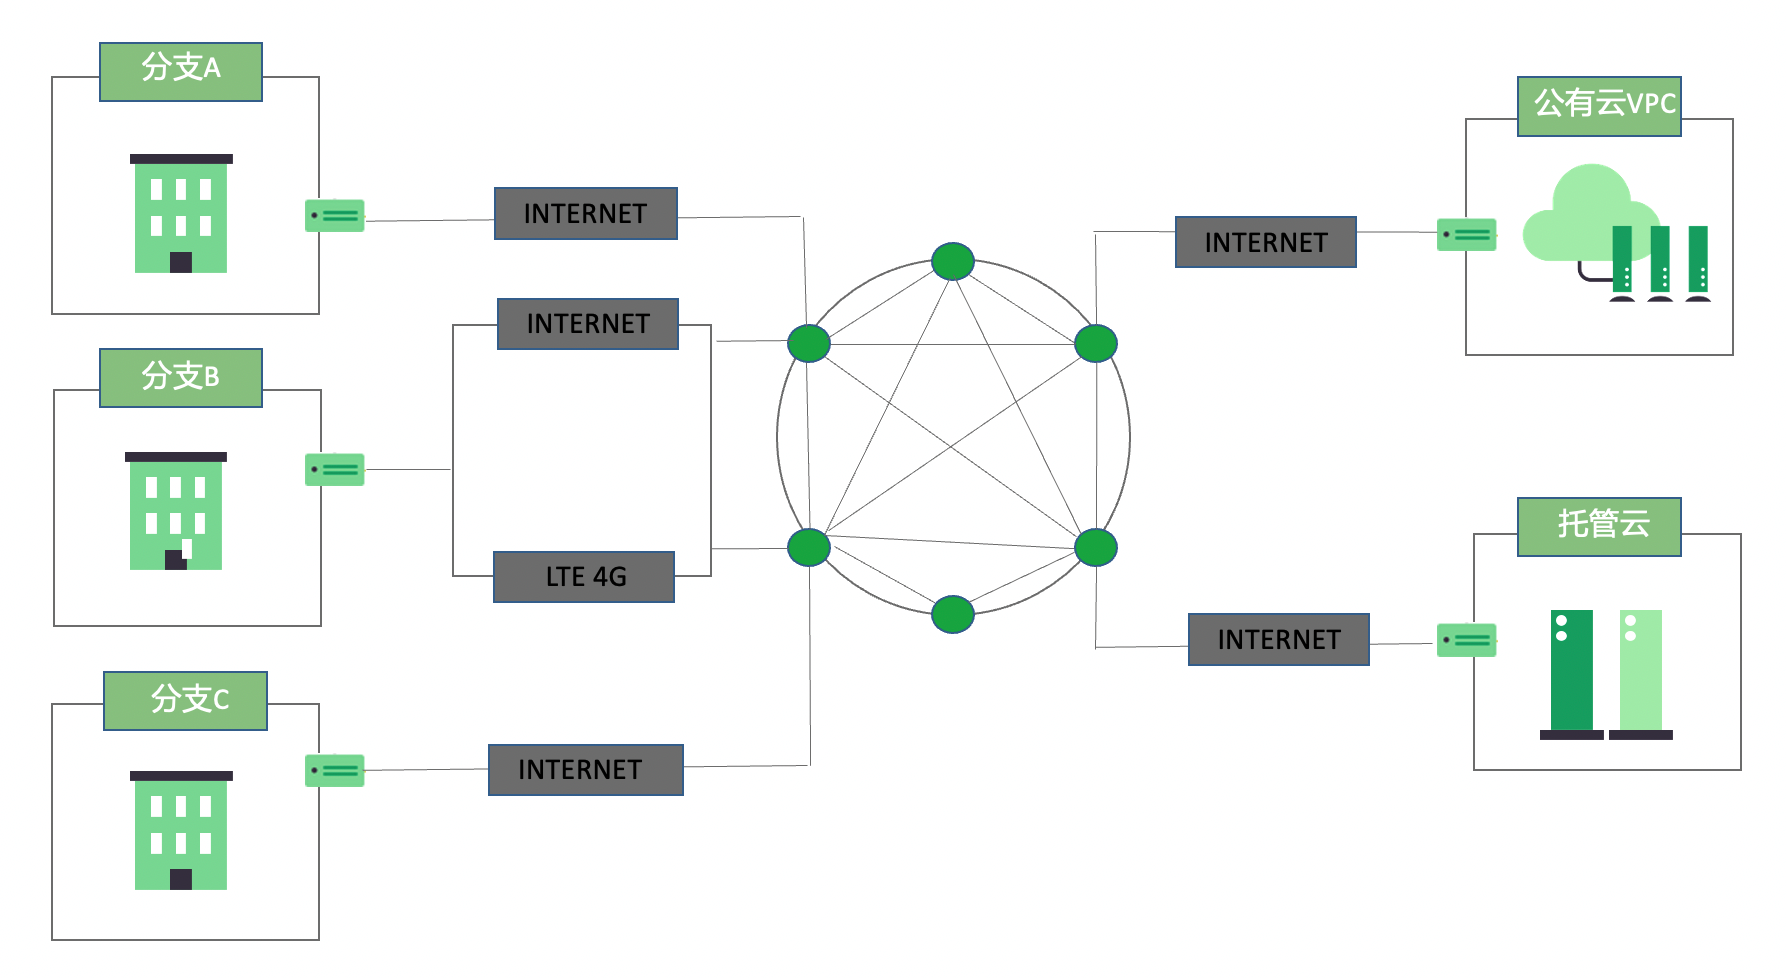 分支A
INTERNET
INTERNET
分支B
LTE 4G
分支C
INTERNET
公有云VPC
INTERNET
托管云
INTERNET